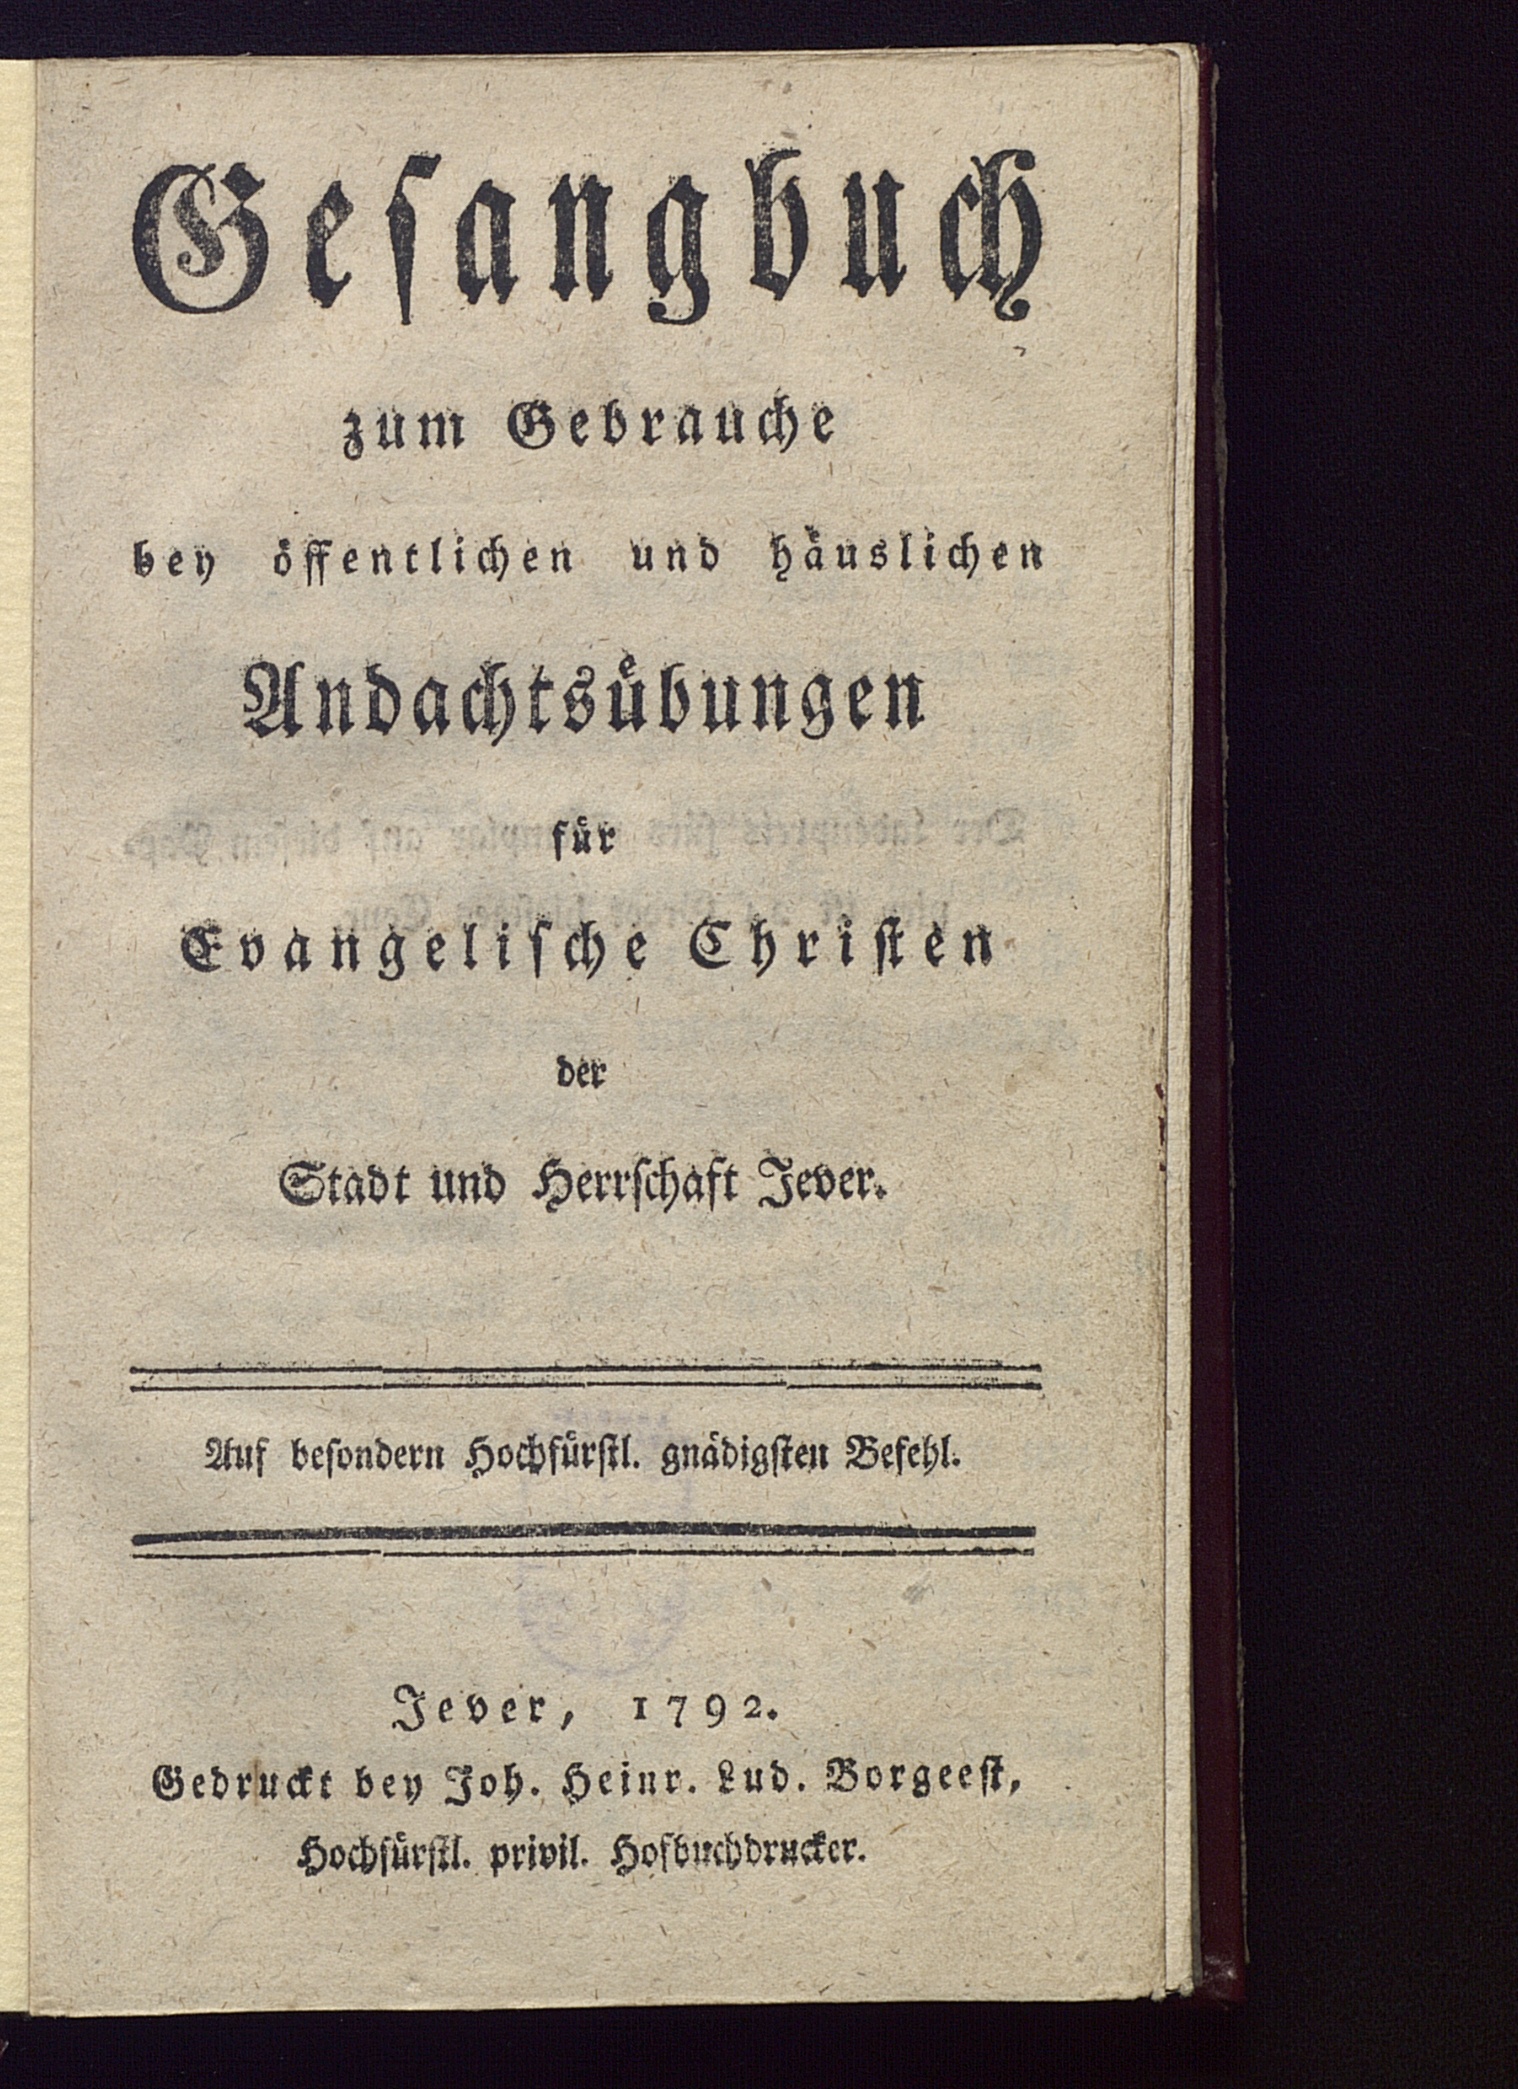 Gesangbuch
zum Gebrauche
bey öffentlichen und häuslichen
Andachtsübungen
für
Evangelische Christen
der
Stadt und Herrschaft Jever.
Auf besondern Hochfürstl. gnädigsten Befehl.
Jever, 1792.
Gedruckt bey Joh. Heinr. Lud. Borgeest,
Hochfürstl. privil. Hofbuchdrucker.